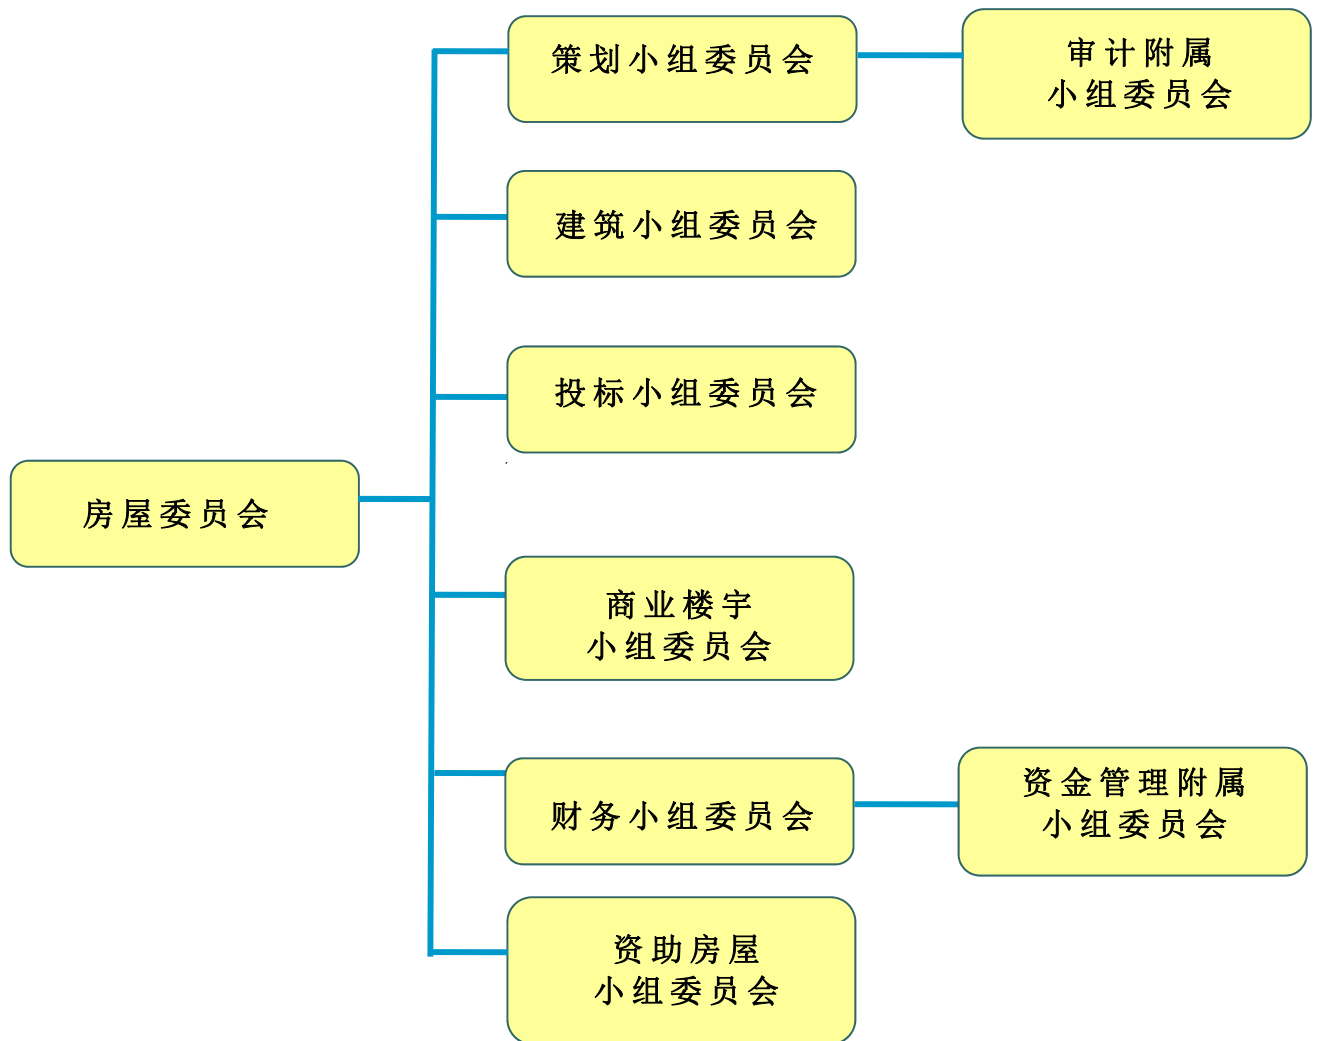 策划小组委员会
审计附属
小组委员会
建筑小组委员会
投标小组委员会
房屋委员会
商业楼宇
小组委员会
财务小组委员会
资金管理附属
小组委员会
资助房屋
小组委员会